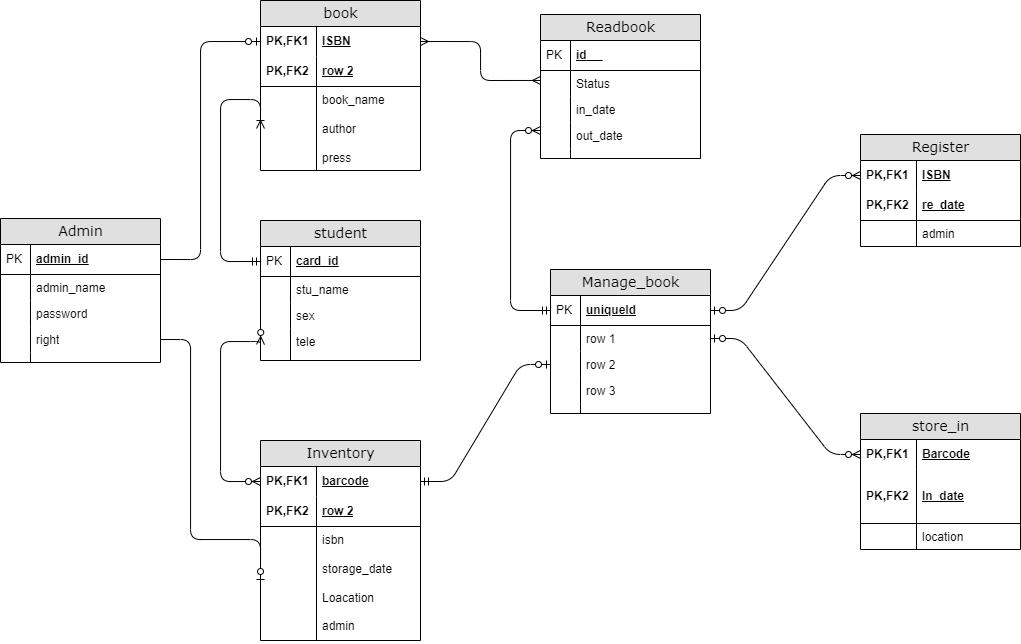 book
PK,FK1 ISBN
PK,FK2 row 2
book_name
author
press
Readbook
PK id
Status
in_date
out_date
Register
PK,FK1 ISBN
PK,FK2 re_date
admin
Admin
PK admin_id
admin_name
password
right
student
PK card_id
stu_name
sex
tele
Manage_book
PK uniqueId
row 1
row 2
row 3
Inventory
PK,FK1 barcode
PK,FK2 row 2
isbn
storage_date
Loacation
admin
store_in
PK,FK1 Barcode
PK,FK2 In_date
location